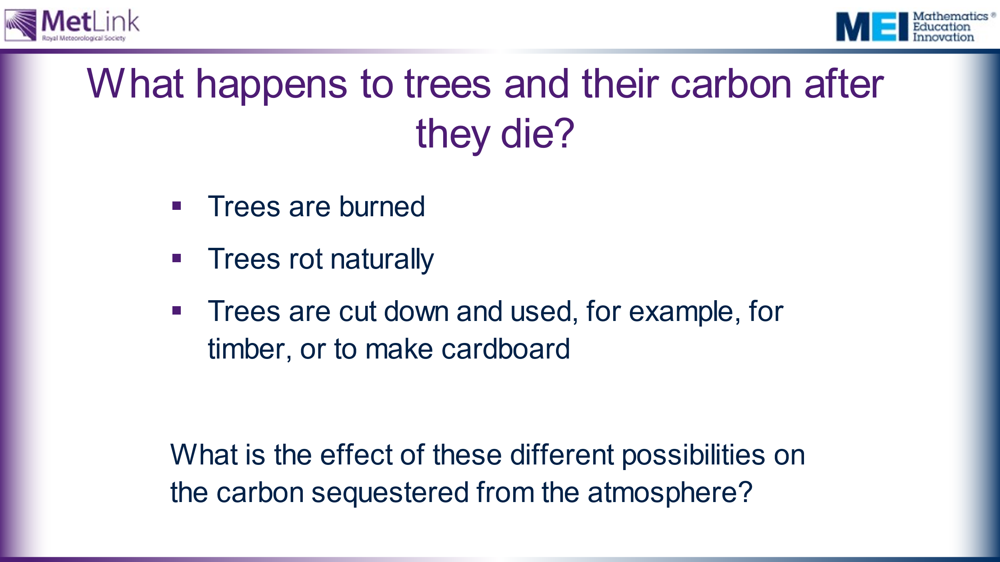 MetLink
Royal Meteorological Society
MEI Mathematics ®
Education
Innovation
What happens to trees and their carbon after
they die?
▪ Trees are burned
▪ Trees rot naturally
▪ Trees are cut down and used, for example, for
timber, or to make cardboard
What is the effect of these different possibilities on
the carbon sequestered from the atmosphere?